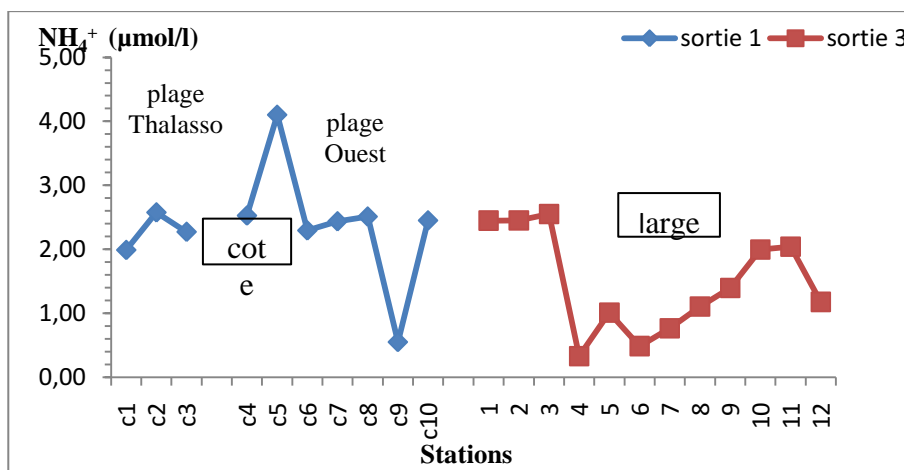 NH₄⁺ (µmol/l)
sortie 1
sortie 3
5,00
4,00
3,00
2,00
1,00
0,00
plage
Thalasso
plage
Ouest
cot
e
large
c1 c2 c3 c4 c5 c6 c7 c8 c9 c10 1 2 3 4 5 6 7 8 9 10 11 12
Stations